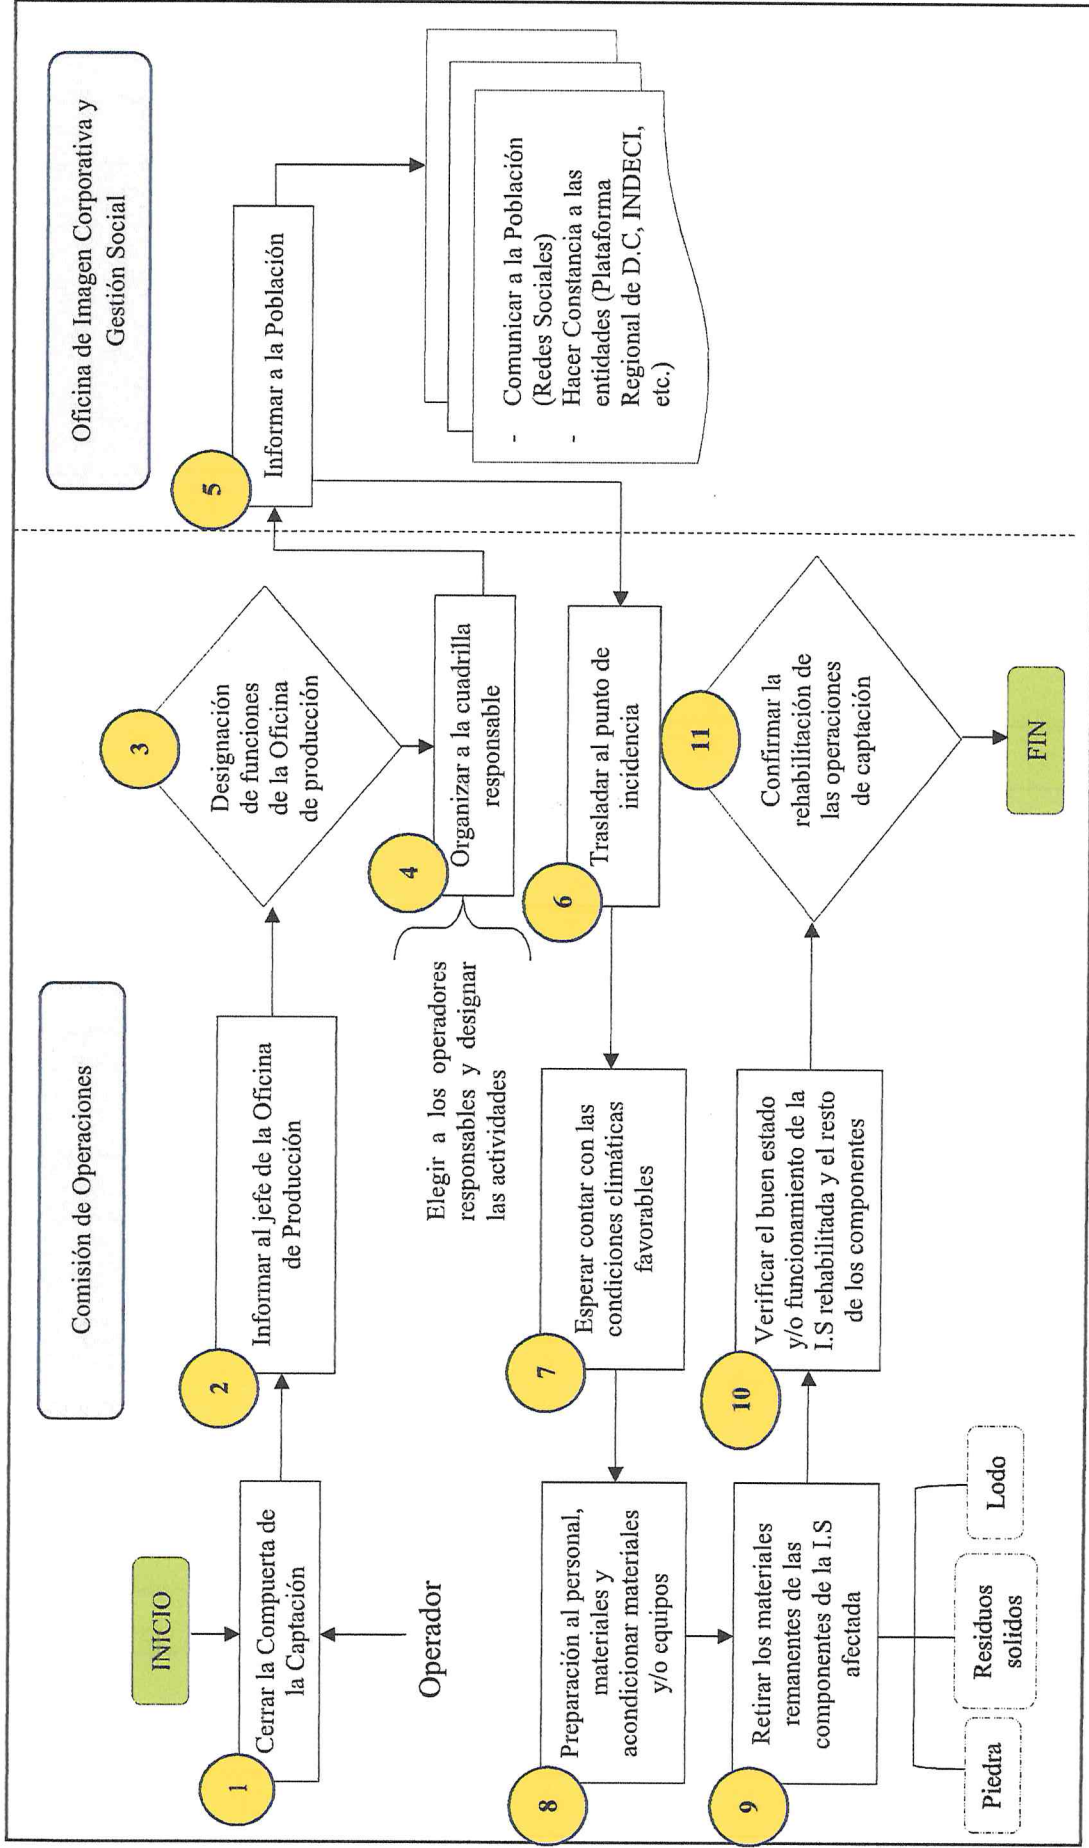 Comisión de Operaciones
Oficina de Imagen Corporativa y
Gestión Social
INICIO
1
Cerrar la Compuerta de
la Captación
Operador
2
Informar al jefe de la Oficina
de Producción
3
Designación
de funciones
de la Oficina
de producción
4
Organizar a la cuadrilla
responsable
Elegir a los operadores
responsables y designar
las actividades
5
Informar a la Población
- Comunicar a la Población
(Redes Sociales)
- Hacer Constancia a las
entidades (Plataforma
Regional de D.C, INDECI,
etc.)
6
Trasladar al punto de
incidencia
7
Esperar contar con las
condiciones climáticas
favorables
8
Preparación al personal,
materiales y
acondicionar materiales
y/o equipos
9
Retirar los materiales
remanentes de las
componentes de la I.S
afectada
Piedra
Residuos
solidos
Lodo
10
Verificar el buen estado
y/o funcionamiento de la
I.S rehabilitada y el resto
de los componentes
11
Confirmar la
rehabilitación de
las operaciones
de captación
FIN